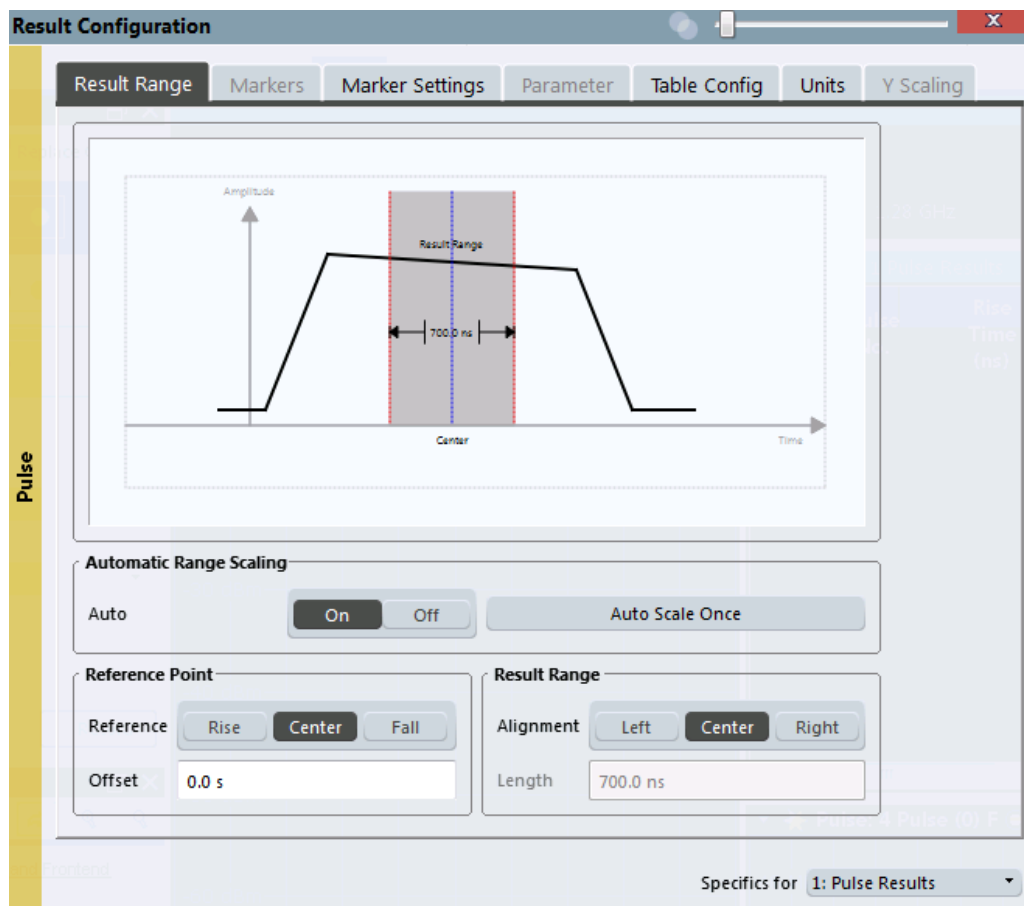 Result Configuration
X
Result Range Markers Marker Settings Parameter Table Config Units Y Scaling
Amplitude
Result Range
700.0 ns
Center Time
Pulse
Automatic Range Scaling
Auto On Off Auto Scale Once
Reference Point Result Range
Reference Rise Center Fall Alignment Left Center Right
Offset 0.0 s Length 700.0 ns
Specifics for 1: Pulse Results